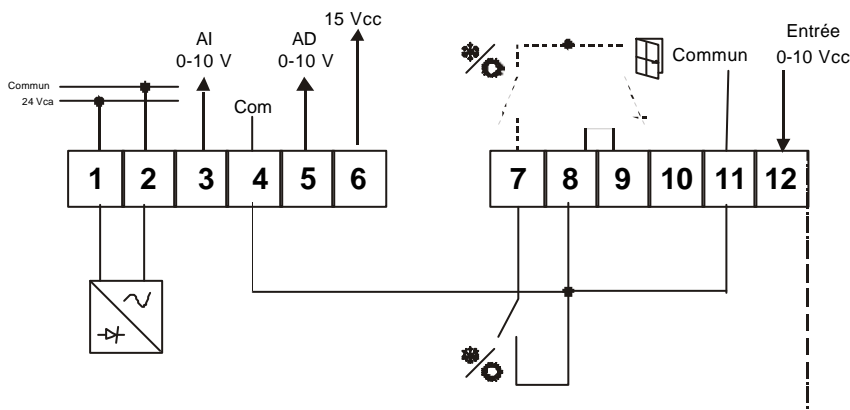 15 Vcc
AI
0-10 V
AD
0-10 V
Entrée
0-10 Vcc
Commun
Commun
24 Vca
Com
1 2 3 4 5 6
7 8 9 10 11 12